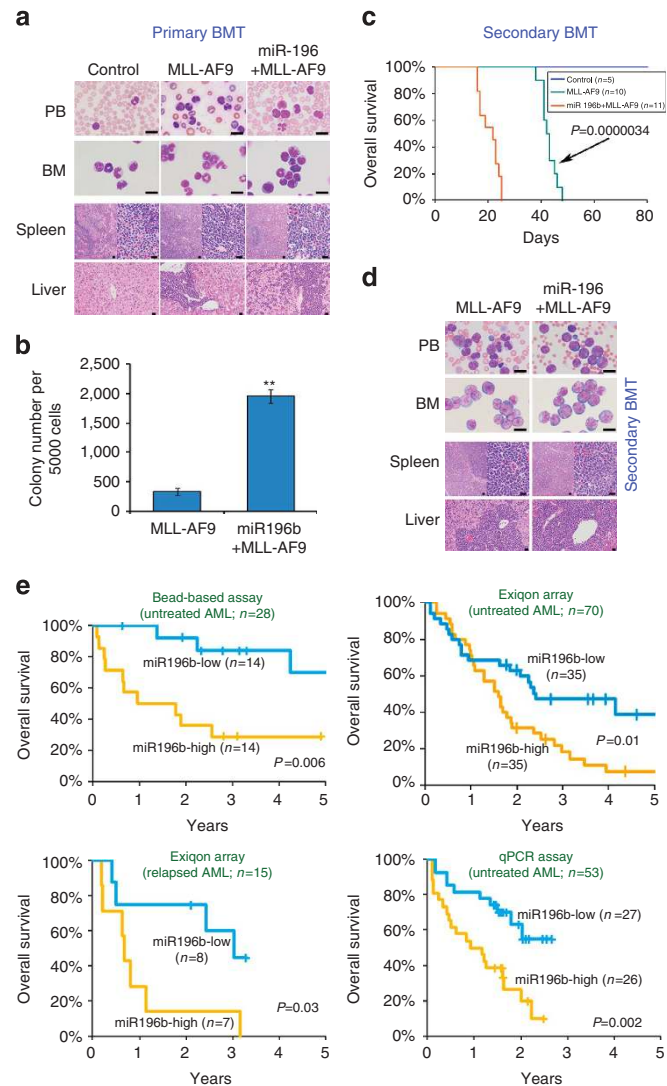 a
Primary BMT
Control
MLL-AF9
miR-196
+MLL-AF9
PB
BM
Spleen
Liver
b
Colony number per
5000 cells
2,500
2,000
1,500
1,000
500
0
**
MLL-AF9
miR196b
+MLL-AF9
c
Secondary BMT
Overall survival
100%
80%
60%
40%
20%
0%
Control (n=5)
MLL-AF9 (n=10)
miR 196b+MLL-AF9 (n=11)
P=0.0000034
0
20
40
60
80
Days
d
MLL-AF9
miR-196
+MLL-AF9
PB
BM
Spleen
Liver
Secondary BMT
e
Bead-based assay
(untreated AML; n=28)
Overall survival
100%
80%
60%
40%
20%
0%
miR196b-low (n=14)
miR196b-high (n=14)
P=0.006
0 1 2 3 4 5
Years
Exiqon array
(untreated AML; n=70)
Overall survival
100%
80%
60%
40%
20%
0%
miR196b-low
(n=35)
miR196b-high
(n=35)
P=0.01
0 1 2 3 4 5
Years
Exiqon array
(relapsed AML; n=15)
Overall survival
100%
80%
60%
40%
20%
0%
miR196b-low
(n=8)
miR196b-high (n=7)
P=0.03
0 1 2 3 4 5
Years
qPCR assay
(untreated AML; n=53)
Overall survival
100%
80%
60%
40%
20%
0%
miR196b-low (n=27)
miR196b-high (n=26)
P=0.002
0 1 2 3 4 5
Years